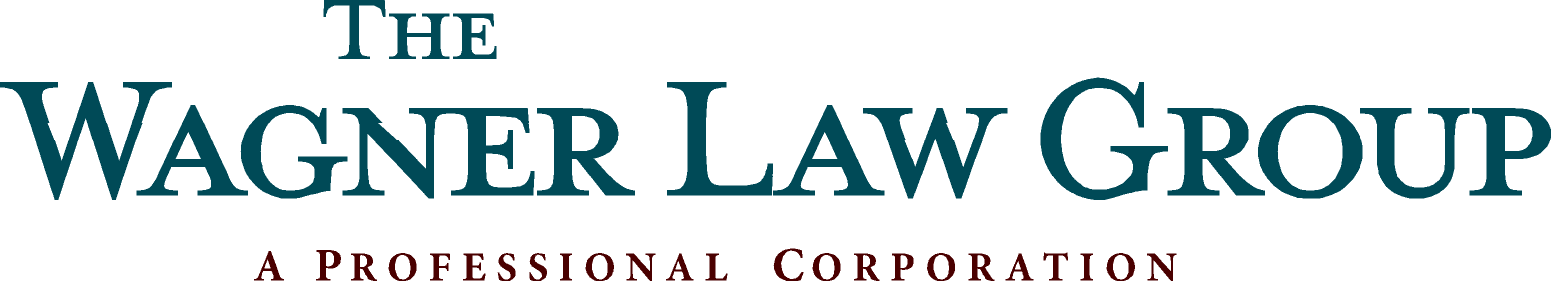 THE
WAGNER LAW GROUP
A PROFESSIONAL CORPORATION